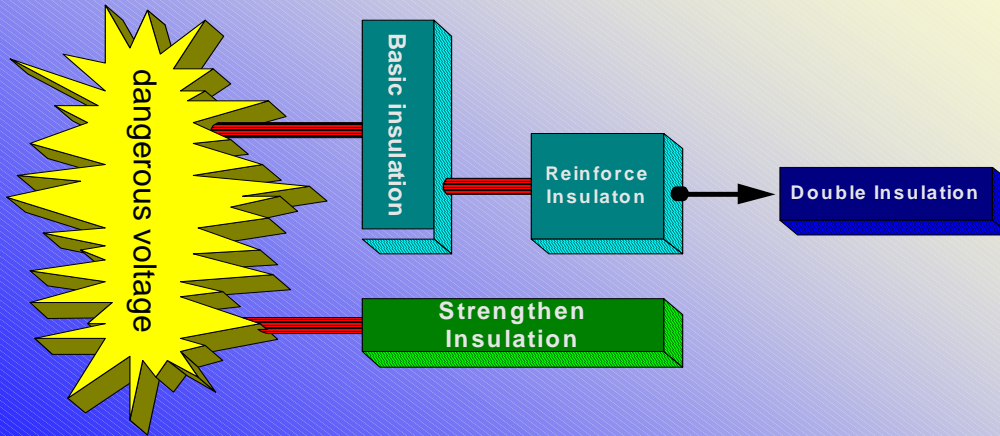 dangerous voltage
Basic insulation
Reinforce
Insulaton
Double Insulation
Strengthen
Insulation